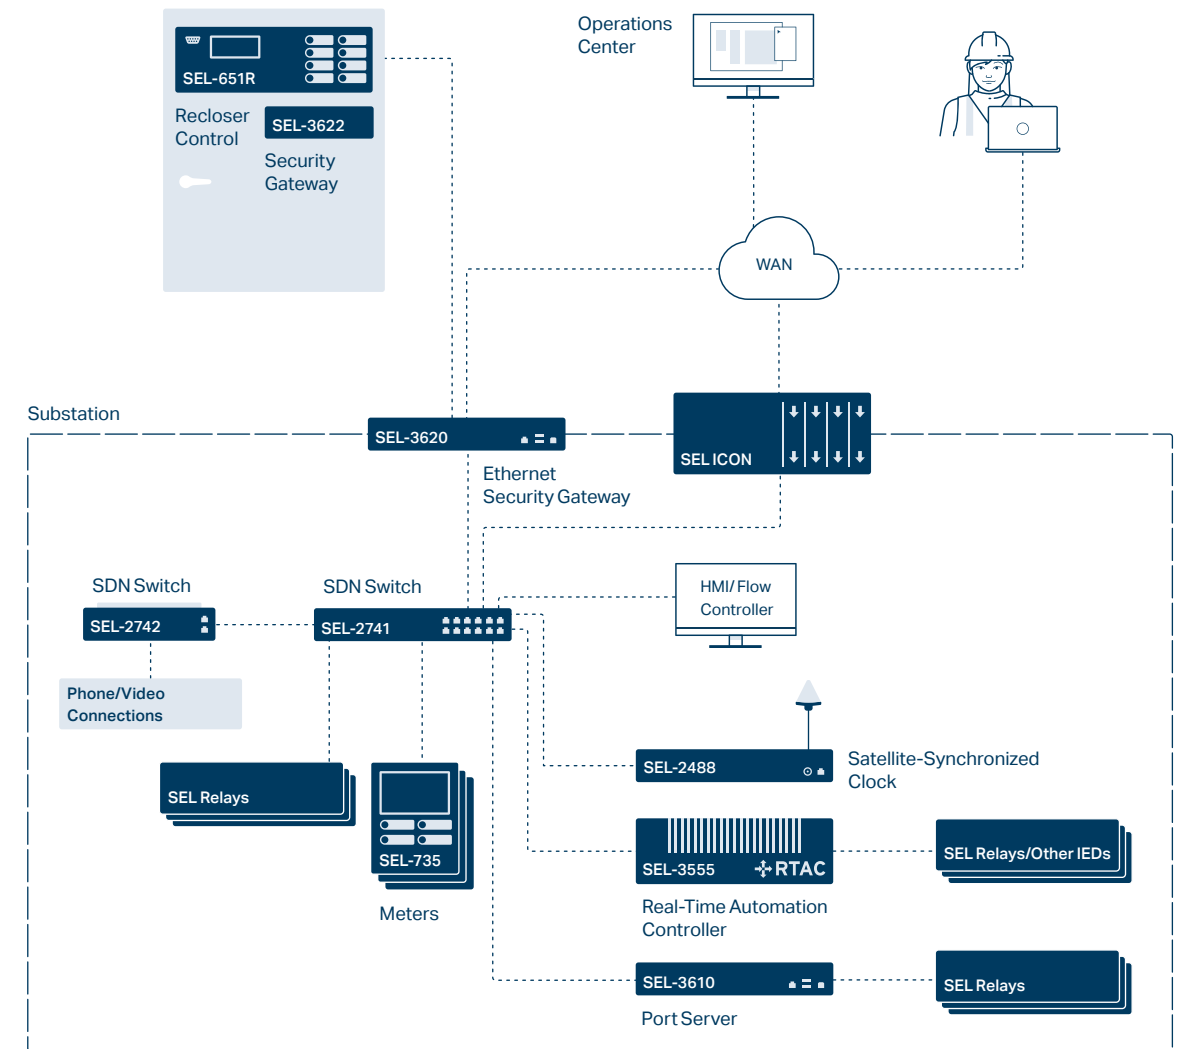 Operations
Center
SEL-651R
Recloser
Control
SEL-3622
Security
Gateway
WAN
Substation
SEL-3620
Ethernet
Security Gateway
SEL ICON
SDN Switch
SEL-2742
Phone/Video
Connections
SDN Switch
SEL-2741
HMI/Flow
Controller
SEL Relays
SEL-735
Meters
SEL-2488
Satellite-Synchronized
Clock
SEL-3555
RTAC
Real-Time Automation
Controller
SEL Relays/Other IEDs
SEL-3610
Port Server
SEL Relays